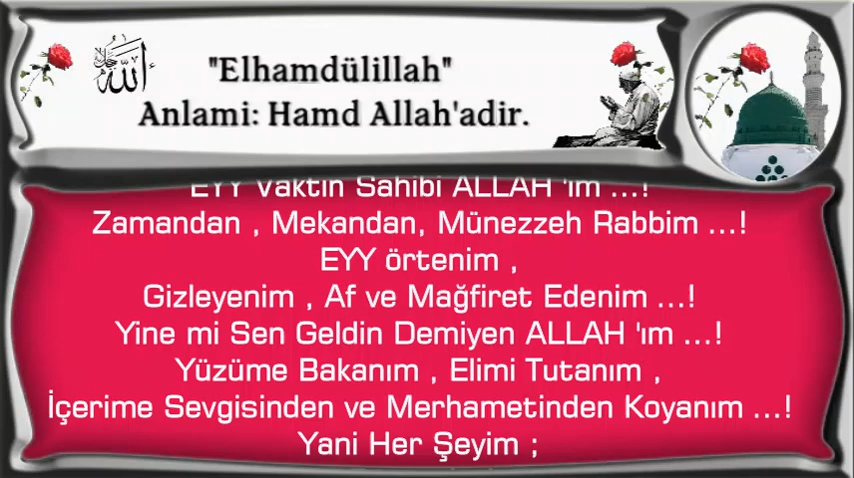 الله
"Elhamdülillah"
Anlami: Hamd Allah'adir.
EYY Vaktin Sahibi ALLAH 'ım ...!
Zamandan , Mekandan, Münezzeh Rabbim ...!
EYY örtenim ,
Gizleyenim , Af ve Mağfiret Edenim ...!
Yine mi Sen Geldin Demiyen ALLAH 'ım ...!
Yüzüme Bakanım , Elimi Tutanım ,
İçerime Sevgisinden ve Merhametinden Koyanım ...!
Yani Her Şeyim ;